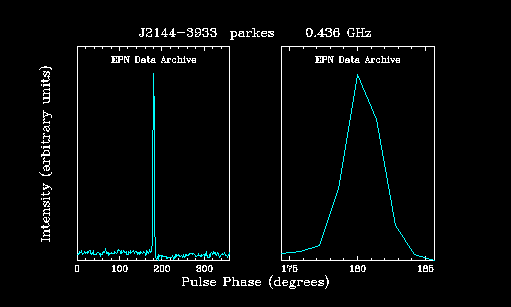 J2144-3933 parkes 0.436 GHz
EPN Data Archive EPN Data Archive
Intensity (arbitrary units)
0 100 200 300 175 180 185
Pulse Phase (degrees)